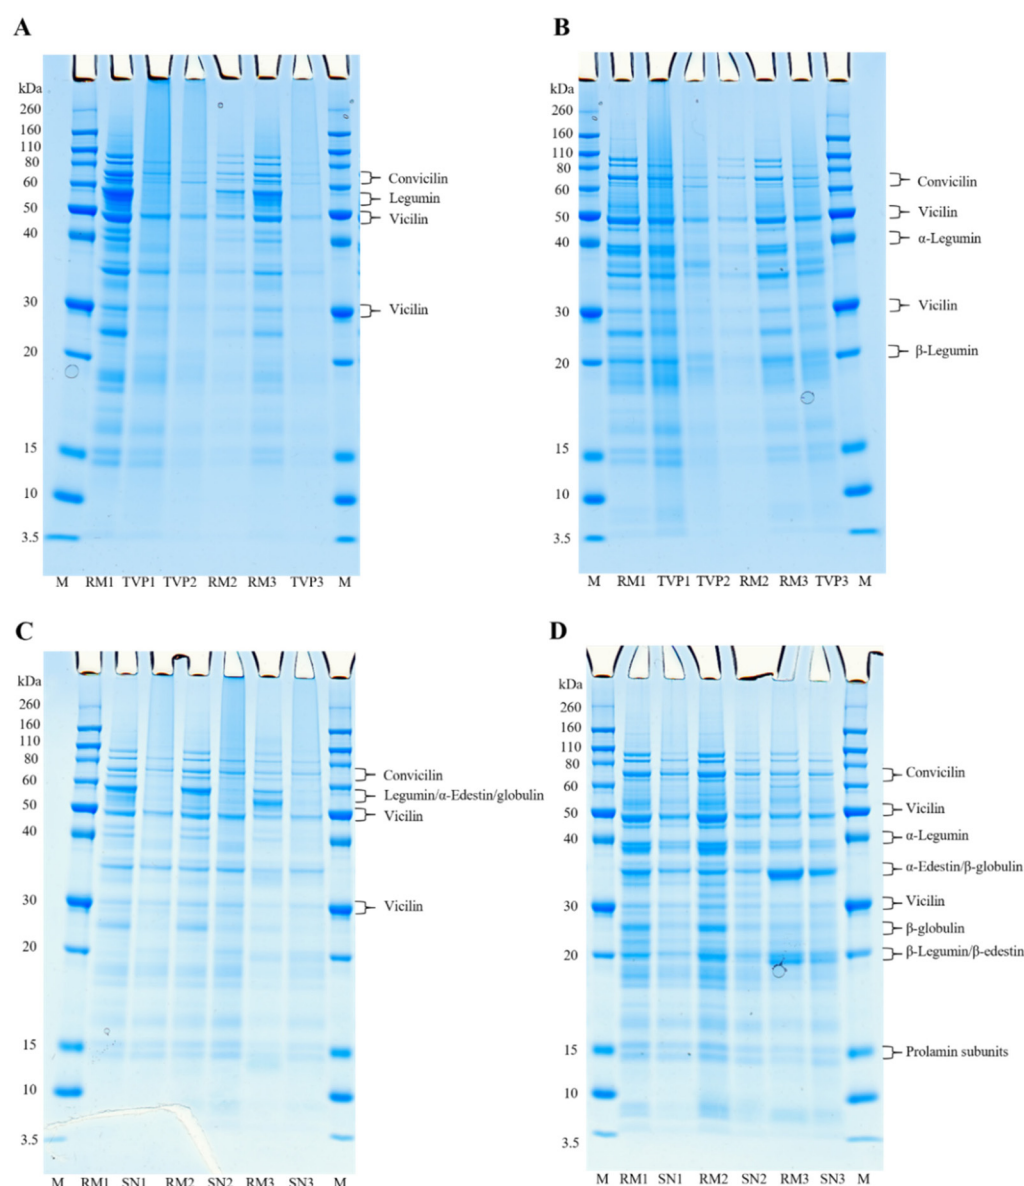 A
kDa
260
160
110
80
60
50
40
30
20
15
10
3.5
Convicilin
Legumin
Vicilin
Vicilin
M RM1 TVP1 TVP2 RM2 RM3 TVP3 M
B
kDa
260
160
110
80
60
50
40
30
20
15
10
3.5
Convicilin
Vicilin
α-Legumin
Vicilin
β-Legumin
M RM1 TVP1 TVP2 RM2 RM3 TVP3 M
C
kDa
260
160
110
80
60
50
40
30
20
15
10
3.5
Convicilin
Legumin/α-Edestin/globulin
Vicilin
Vicilin
M RM1 SN1 RM2 SN2 RM3 SN3 M
D
kDa
260
160
110
80
60
50
40
30
20
15
10
3.5
Convicilin
Vicilin
α-Legumin
α-Edestin/β-globulin
Vicilin
β-globulin
β-Legumin/β-edestin
Prolamin subunits
M RM1 SN1 RM2 SN2 RM3 SN3 M